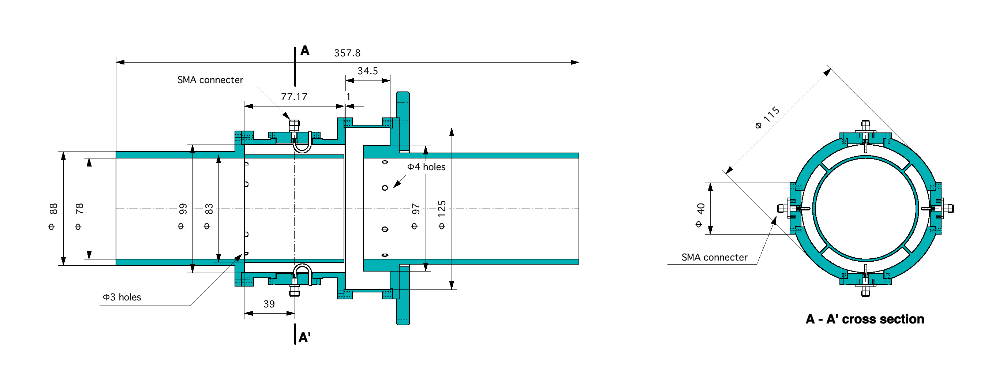 A
357.8
34.5
SMA connecter
77.17
1
Φ 115
Φ4 holes
Φ 88
Φ 78
Φ 99
Φ 83
Φ 97
Φ 125
Φ 40
SMA connecter
Φ3 holes
39
A - A' cross section
A'